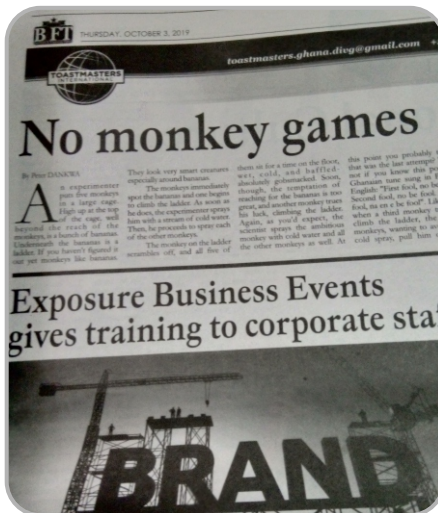 B&FT THURSDAY, OCTOBER 3, 2019
toastmasters.ghana.divg@gmail.com
TOASTMASTERS
INTERNATIONAL
No monkey games
By Peter
An experimenter
puts five monkeys
in a large cage.
High up at the top
of the cage, well
beyond the reach of the
monkeys, is a bunch of bananas.
Underneath the bananas is a
ladder. If you haven't figured it
out yet monkeys like bananas.
They look very smart creatures
especially around bananas.
The monkeys immediately
spot the bananas and one begins
to climb the ladder. As soon as
he does, the experimenter sprays
him with a stream of cold water.
Then, he proceeds to spray each
of the other monkeys.
The monkey on the ladder
scrambles off, and all five of
them sit for a time on the floor,
wet, cold, and baffled-
absolutely gobsmacked. Soon,
though, the temptation of
reaching for the bananas is too
great, and another monkey trusts
his luck, climbing the ladder.
Again, as you'd expect, the
scientist sprays the ambitious
monkey with cold water and all
the other monkeys as well. At
this point you probably
that was the last attempt
not if you know this
Ghanaian tune sung in
English: "First fool, no
Second fool, no be fool.
fool, na en e be fool". Li
when a third monkey
climb the ladder, the
monkeys, wanting to av
cold spray, pull him
Exposure Business Events
gives training to corporate sta
BRAND